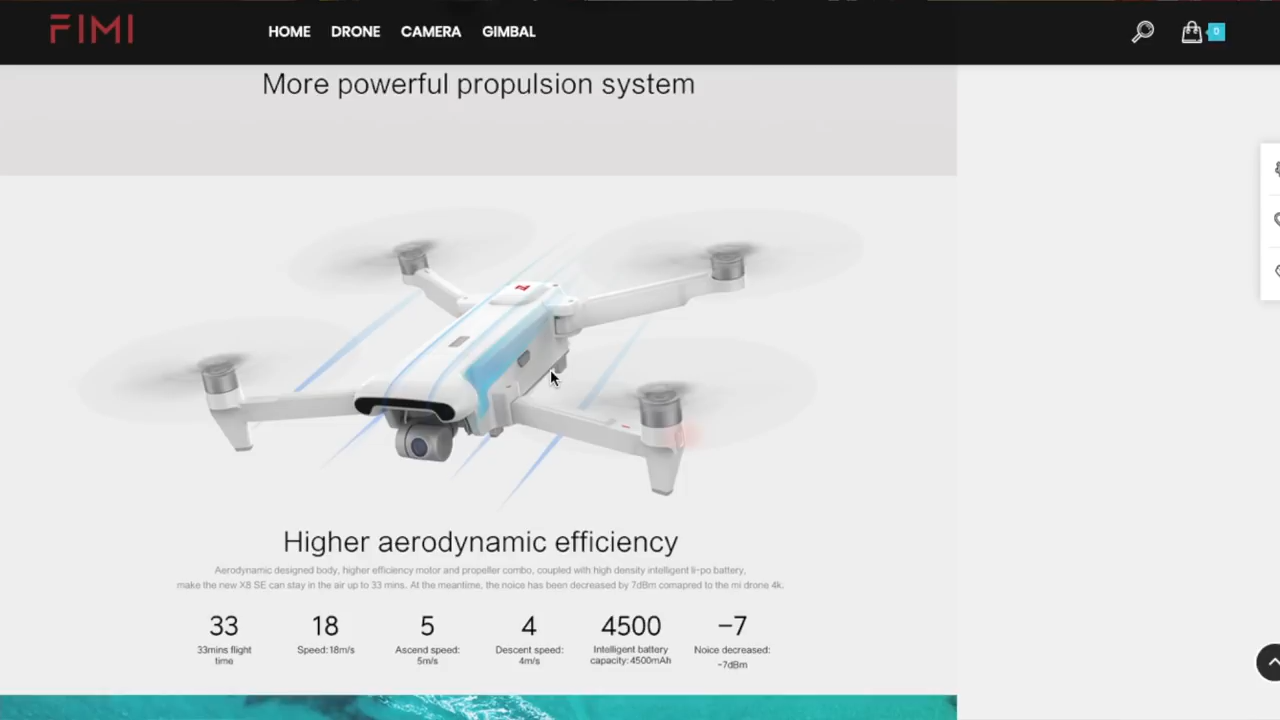 FIMI
HOME DRONE CAMERA GIMBAL
0
More powerful propulsion system
Higher aerodynamic efficiency
Aerodynamic designed body, higher efficiency motor and propeller combo, coupled with high density intelligent li-po battery,
make the new X8 SE can stay in the air up to 33 mins. At the meantime, the noice has been decreased by 7dBm comapred to the mi drone 4k.
33 18 5 4 4500 −7
33mins flight time
Speed:18m/s
Ascend speed: 5m/s
Descent speed: 4m/s
Intelligent battery capacity:4500mAh
Noice decreased: -7dBm